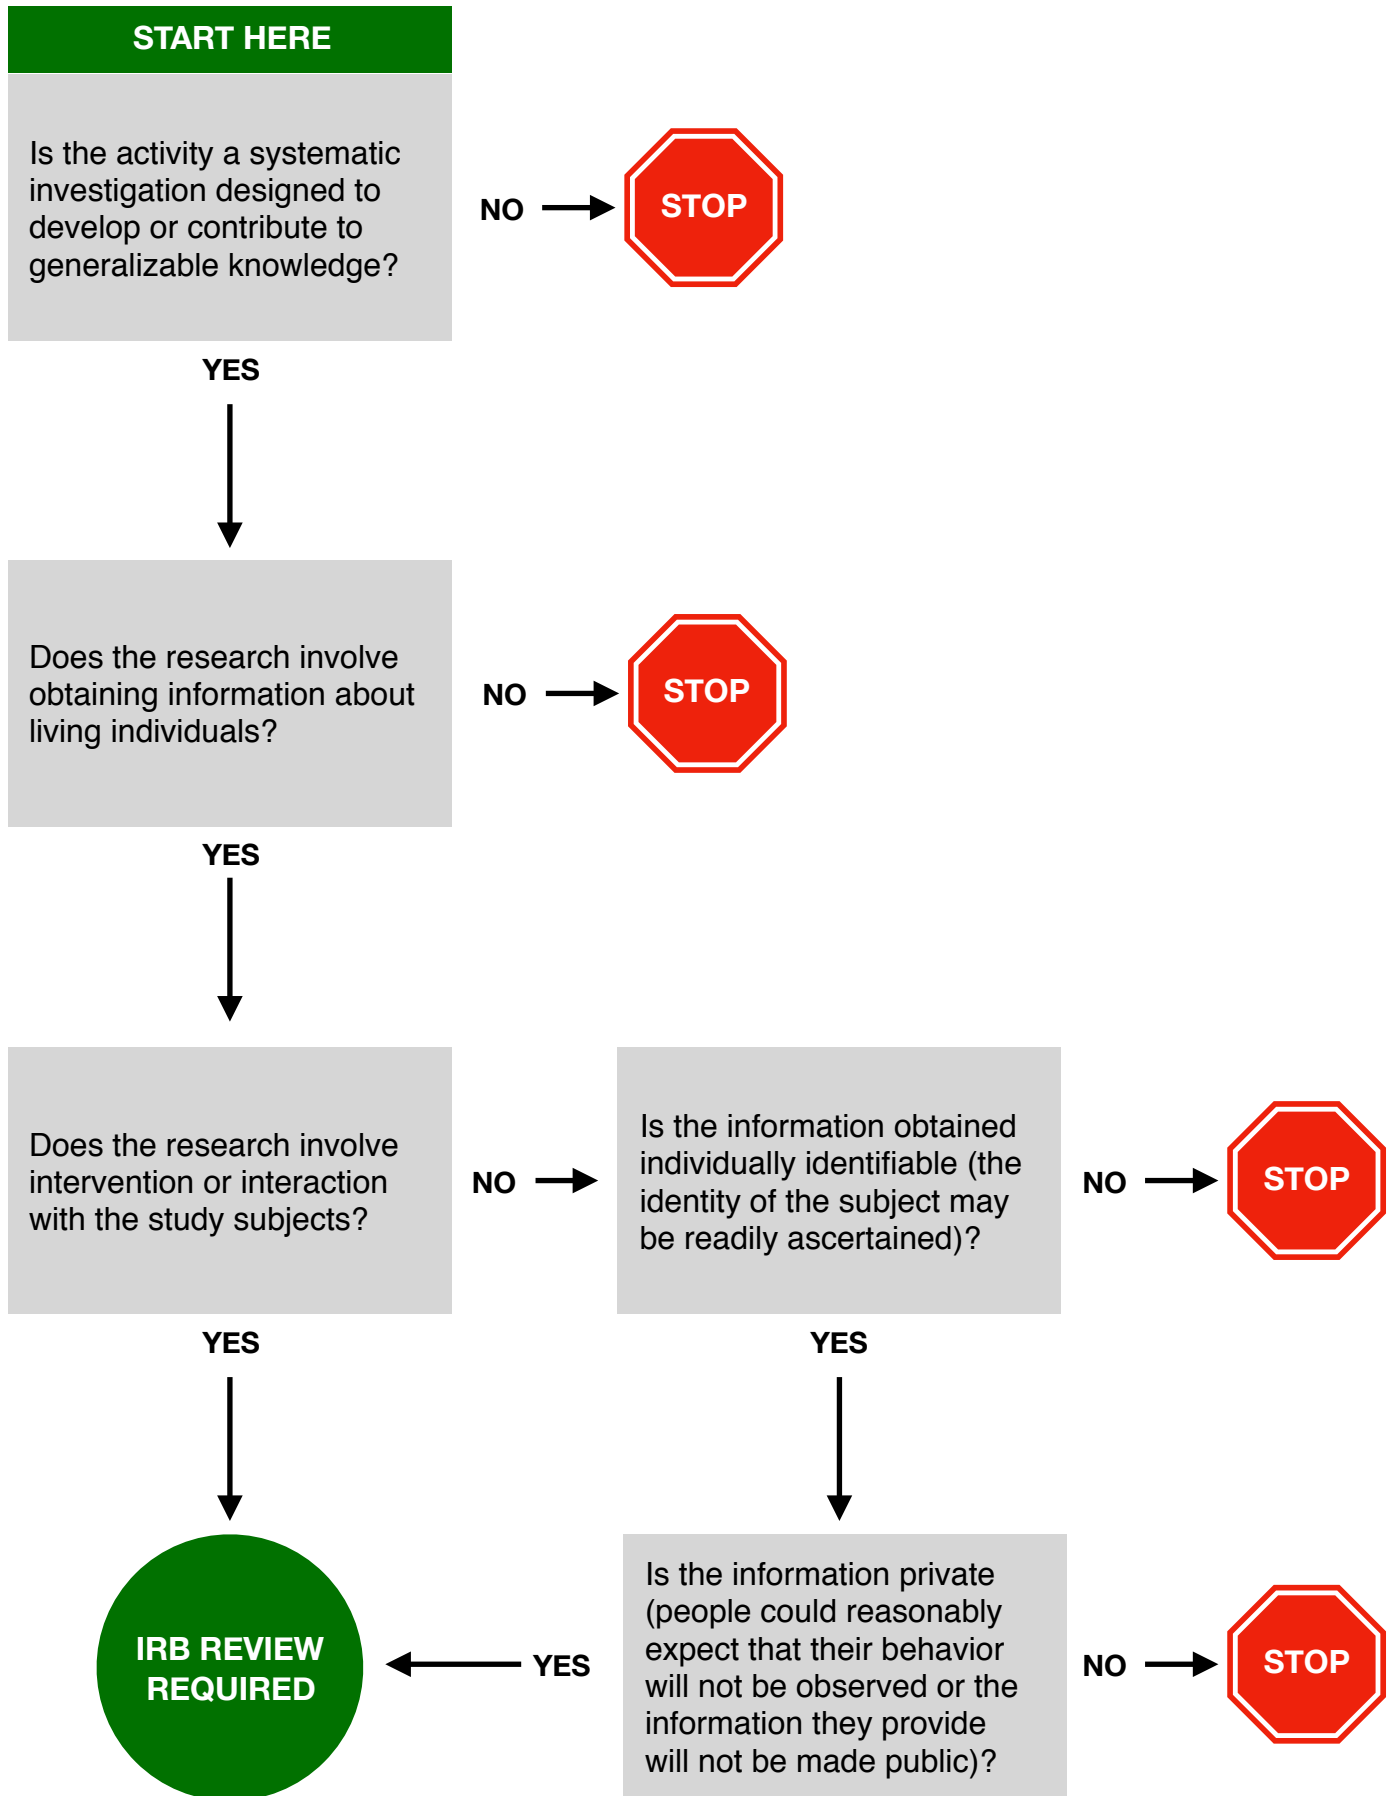 START HERE
Is the activity a systematic
investigation designed to
develop or contribute to
generalizable knowledge?
NO
STOP
YES
Does the research involve
obtaining information about
living individuals?
NO
STOP
YES
Does the research involve
intervention or interaction
with the study subjects?
NO
Is the information obtained
individually identifiable (the
identity of the subject may
be readily ascertained)?
NO
STOP
YES
YES
IRB REVIEW
REQUIRED
YES
Is the information private
(people could reasonably
expect that their behavior
will not be observed or the
information they provide
will not be made public)?
NO
STOP